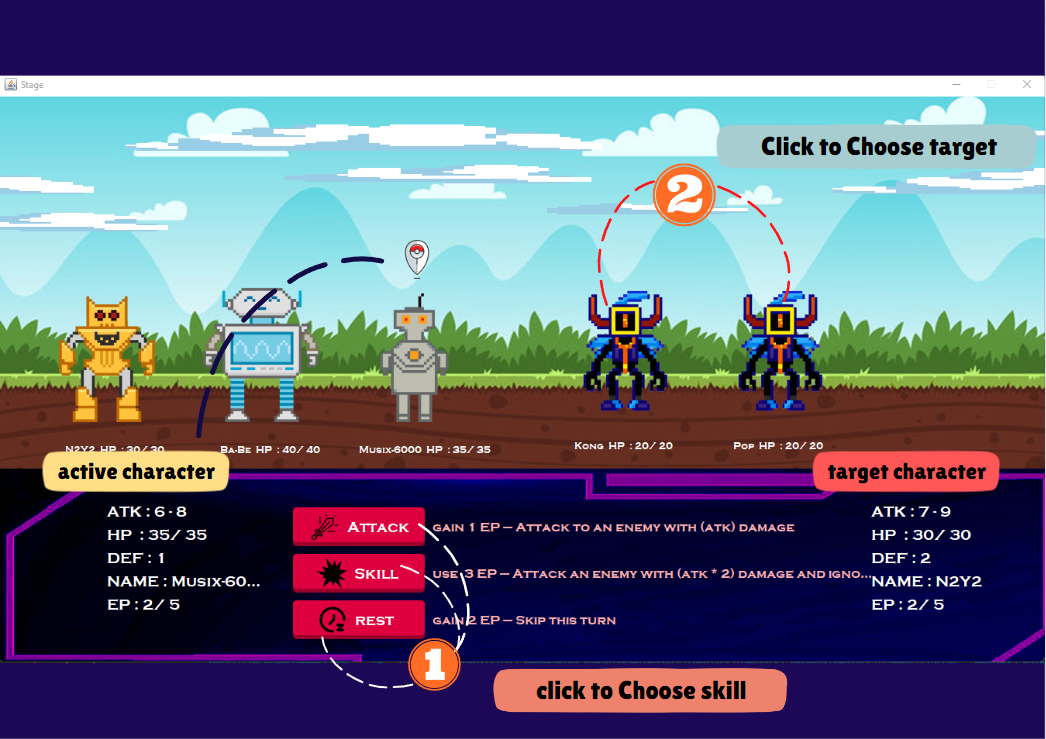 Stage
Click to Choose target
2
N2Y2 HP : 30/ 30
Ba-Be HP : 40/ 40
Musix-6000 HP : 35/ 35
Kong HP : 20/ 20
Pop HP : 20/ 20
active character
target character
ATK : 6 - 8
HP : 35/ 35
DEF : 1
NAME : Musix-60...
EP : 2/ 5
Attack
gain 1 EP – Attack to an enemy with (atk) damage
Skill
use 3 EP – Attack an enemy with (atk * 2) damage and igno...
REST
gain 2 EP – Skip this turn
ATK : 7 - 9
HP : 30/ 30
DEF : 2
NAME : N2Y2
EP : 2/ 5
1
click to Choose skill